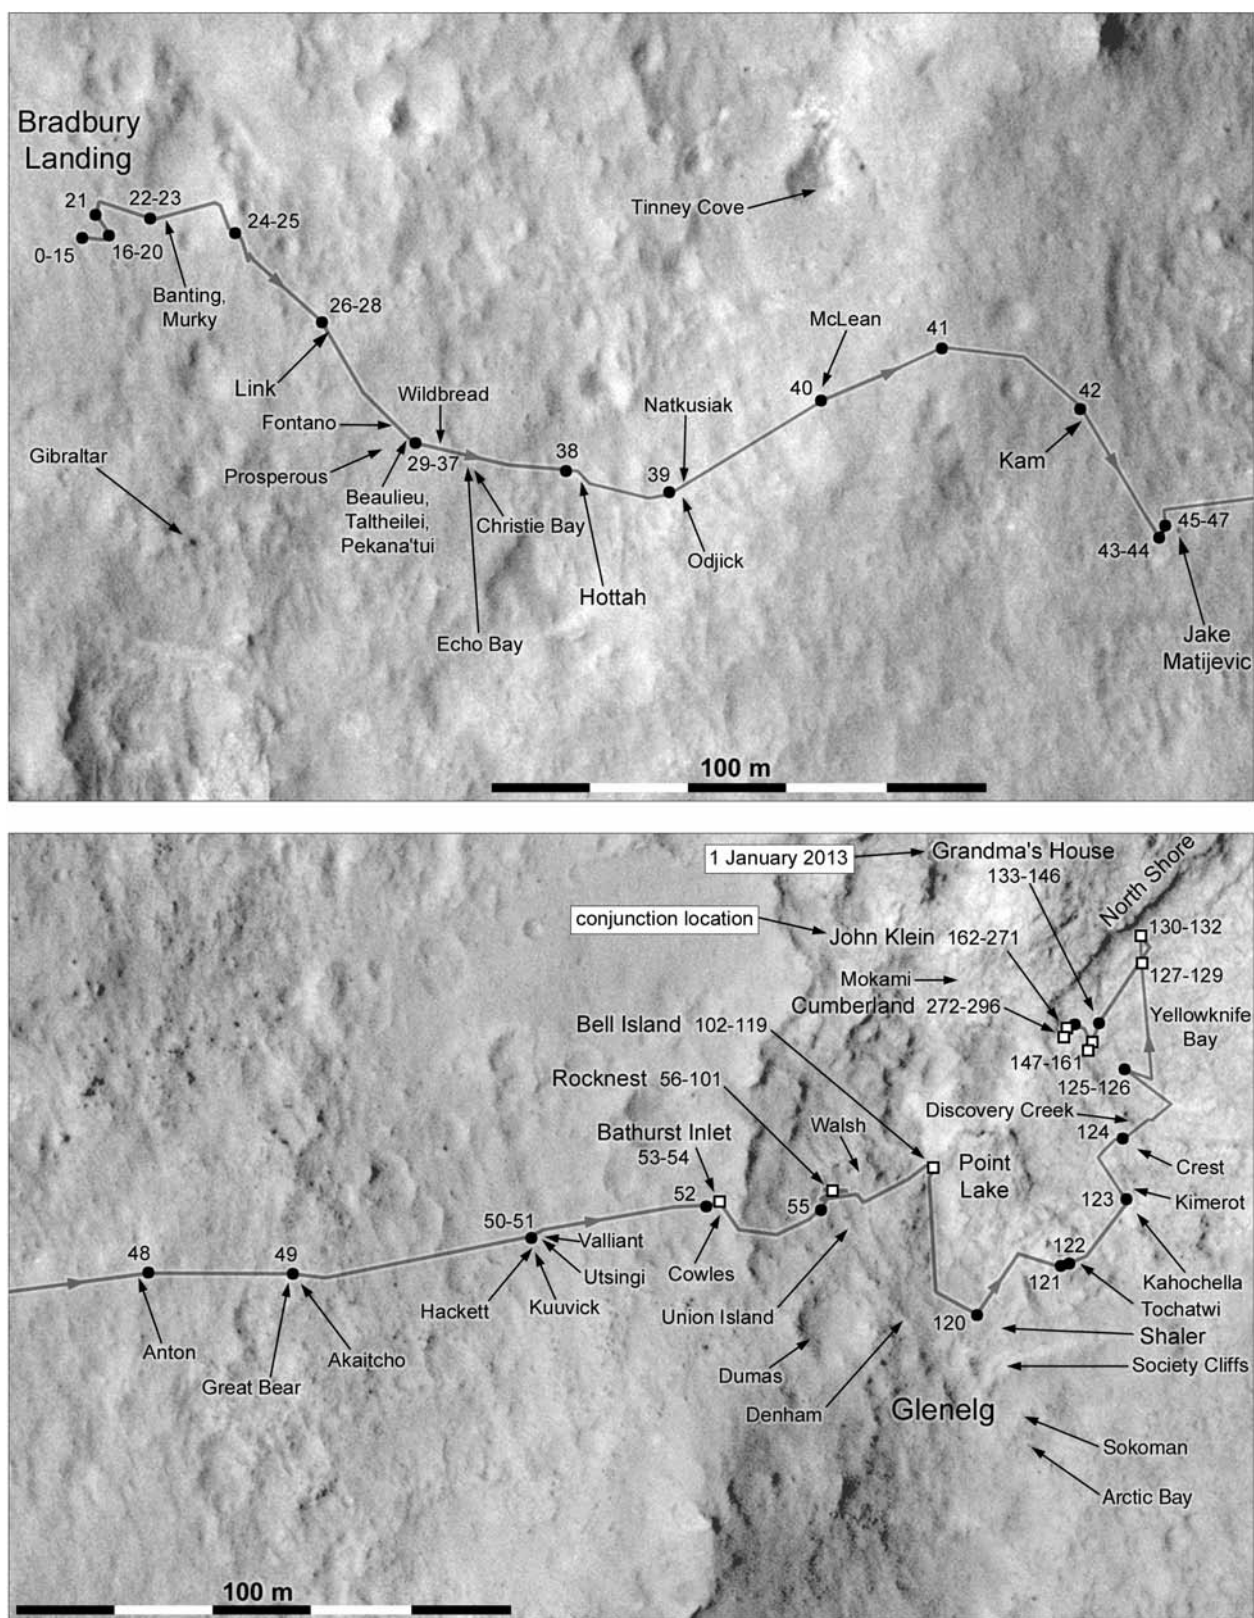 Bradbury
Landing
21
22-23
24-25
0-15
16-20
Banting,
Murky
26-28
Link
Tinney Cove
McLean
41
40
42
Kam
Natkusiak
39
Odjick
38
Wildbread
Fontano
Prosperous
29-37
Gibraltar
Beaulieu,
Taltheilei,
Pekana'tui
Christie Bay
Hottah
Echo Bay
45-47
43-44
Jake
Matijevic
100 m
1 January 2013
Grandma's House
133-146
North Shore
conjunction location
John Klein 162-271
130-132
127-129
Mokami
Cumberland 272-296
Yellowknife
Bay
Bell Island 102-119
147-161
125-126
Rocknest 56-101
Discovery Creek
Walsh
124
Bathurst Inlet
53-54
Point
Lake
Crest
Kimerot
123
52
55
50-51
Valliant
Utsingi
Cowles
48
49
122
121
Kahochella
Tochatwi
Hackett
Kuuvick
Union Island
120
Shaler
Anton
Akaitcho
Great Bear
Society Cliffs
Dumas
Denham
Glenelg
Sokoman
Arctic Bay
100 m